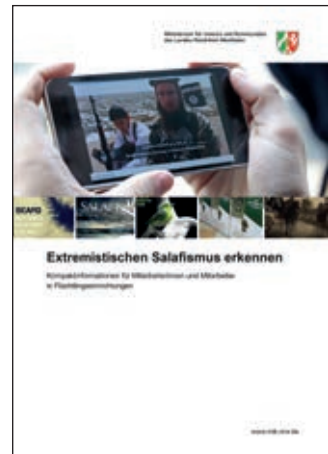 Ministerium für Inneres und Kommunales
des Landes Nordrhein-Westfalen
SALAFIS
Extremistischen Salafismus erkennen
Kompaktinformationen für Mitarbeiterinnen und Mitarbeiter
in Flüchtlingseinrichtungen
www.mik.nrw.de